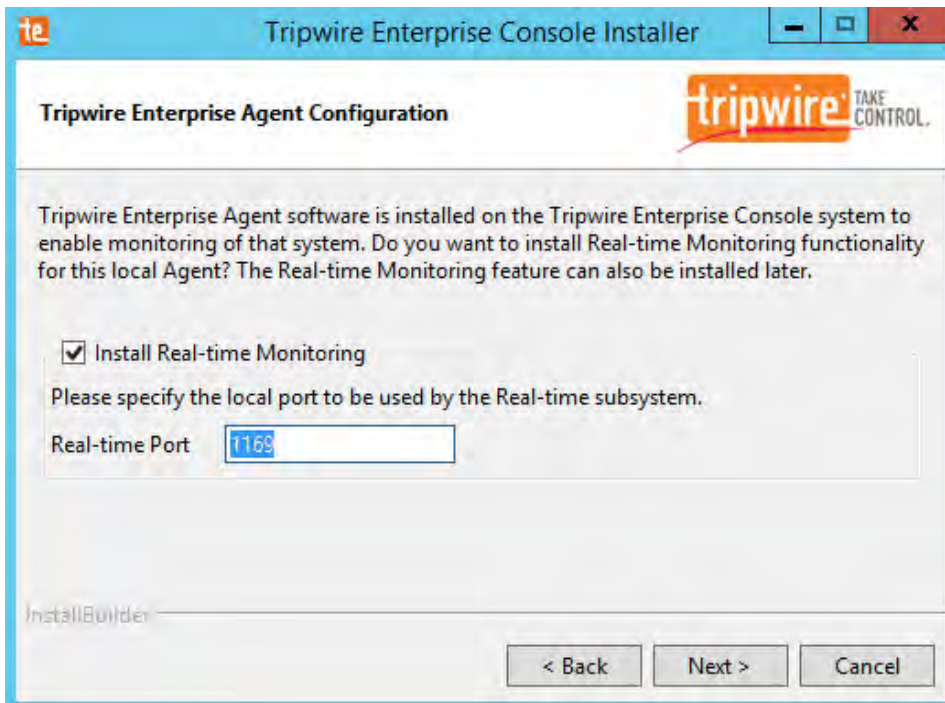 te
Tripwire Enterprise Console Installer
Tripwire Enterprise Agent Configuration
tripwire TAKE CONTROL.
Tripwire Enterprise Agent software is installed on the Tripwire Enterprise Console system to
enable monitoring of that system. Do you want to install Real-time Monitoring functionality
for this local Agent? The Real-time Monitoring feature can also be installed later.
Install Real-time Monitoring
Please specify the local port to be used by the Real-time subsystem.
Real-time Port 1169
InstallBuilder
< Back Next > Cancel